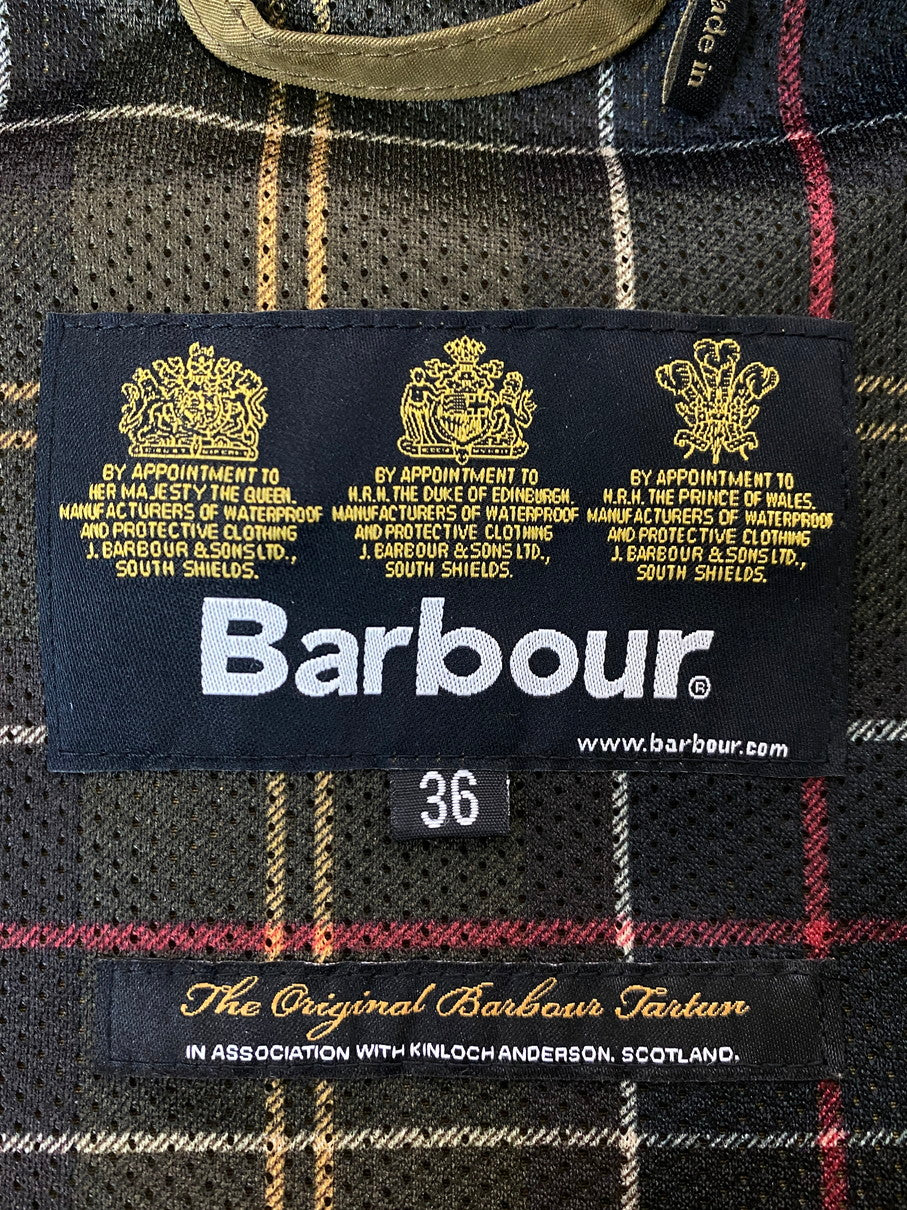 Made in
BY APPOINTMENT TO
HER MAJESTY THE QUEEN.
MANUFACTURERS OF WATERPROOF
AND PROTECTIVE CLOTHING
J. BARBOUR & SONS LTD.,
SOUTH SHIELDS.
BY APPOINTMENT TO
H.R.H. THE DUKE OF EDINBURGH.
MANUFACTURERS OF WATERPROOF
AND PROTECTIVE CLOTHING
J. BARBOUR & SONS LTD.,
SOUTH SHIELDS.
BY APPOINTMENT TO
H.R.H. THE PRINCE OF WALES.
MANUFACTURERS OF WATERPROOF
AND PROTECTIVE CLOTHING
J. BARBOUR & SONS LTD.,
SOUTH SHIELDS.
Barbour®
www.barbour.com
36
The Original Barbour Tartun
IN ASSOCIATION WITH KINLOCH ANDERSON. SCOTLAND.